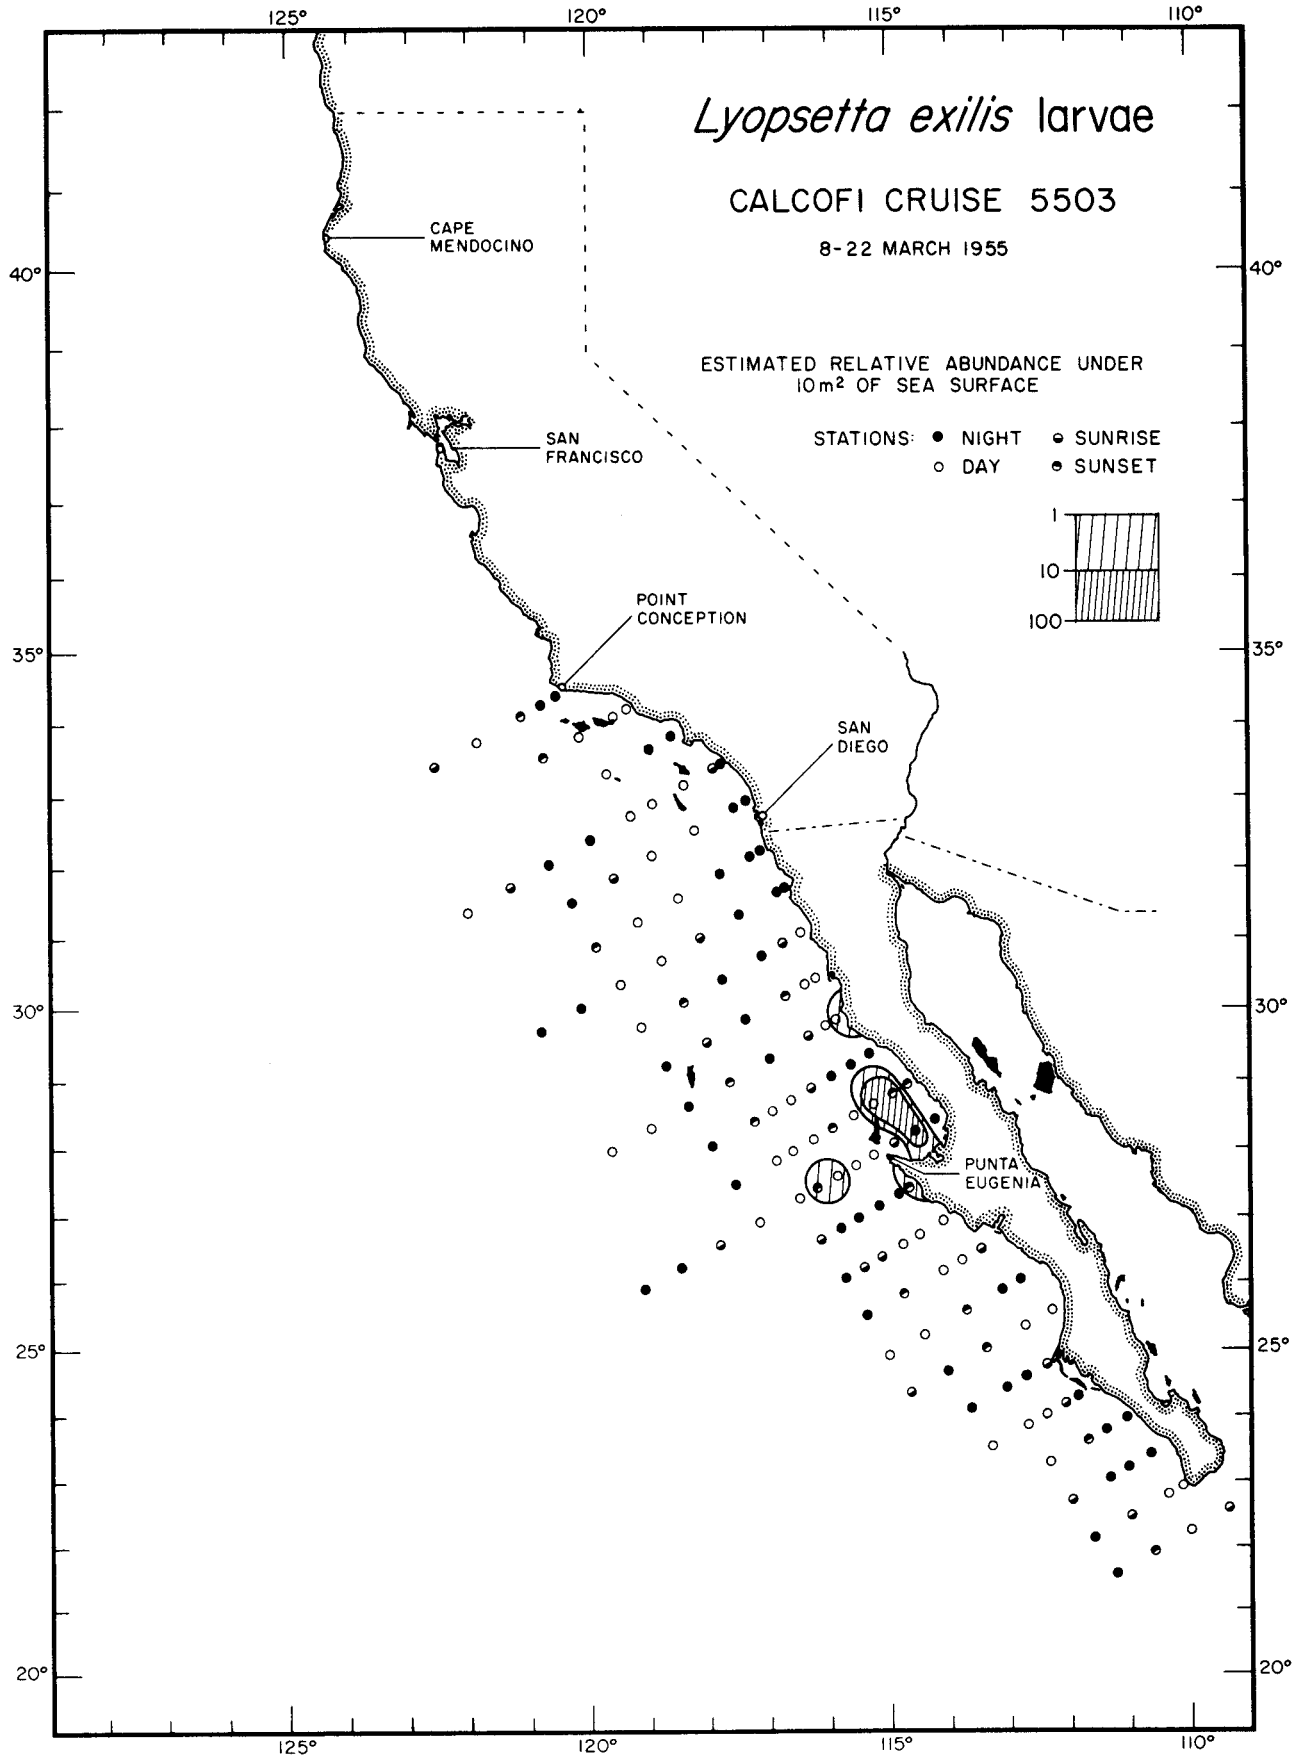 125° 120° 115° 110°
Lyopsetta exilis larvae
CALCOFI CRUISE 5503
8-22 MARCH 1955
CAPE
MENDOCINO
40° 40°
ESTIMATED RELATIVE ABUNDANCE UNDER
10m² OF SEA SURFACE
STATIONS: ● NIGHT ◒ SUNRISE
○ DAY ◓ SUNSET
SAN
FRANCISCO
1
10
100
POINT
CONCEPTION
35° 35°
SAN
DIEGO
30° 30°
PUNTA
EUGENIA
25° 25°
20° 20°
125° 120° 115° 110°